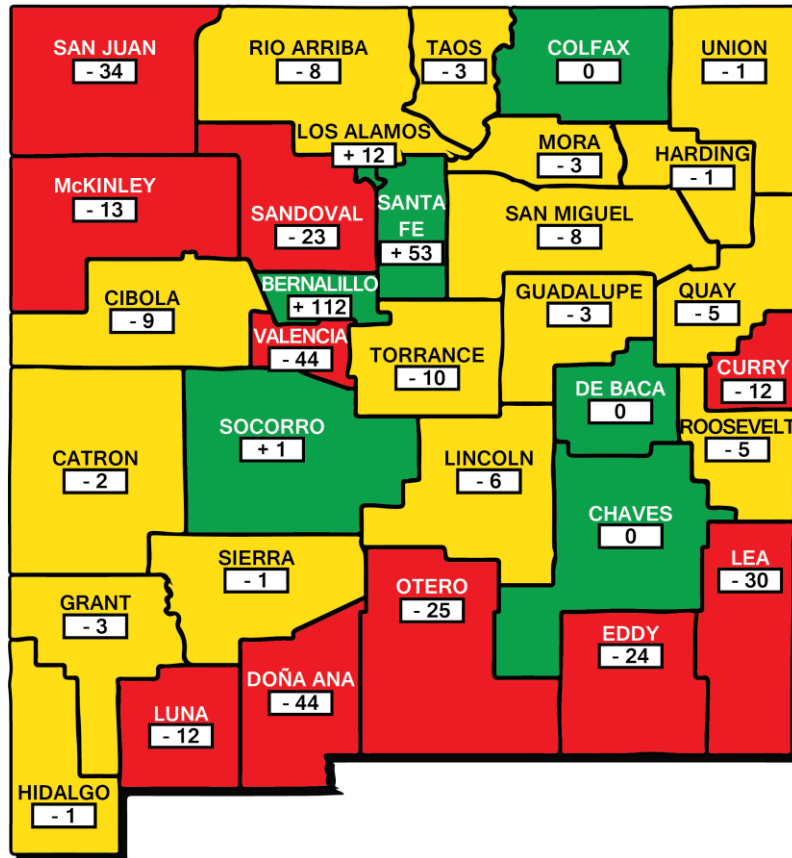 SAN JUAN
- 34
RIO ARRIBA
- 8
TAOS
- 3
COLFAX
0
UNION
- 1
LOS ALAMOS
+ 12
MORA
- 3
HARDING
- 1
McKINLEY
- 13
SANDOVAL
- 23
SANTA
FE
+ 53
SAN MIGUEL
- 8
BERNALILLO
+ 112
CIBOLA
- 9
GUADALUPE
- 3
QUAY
- 5
VALENCIA
- 44
TORRANCE
- 10
CURRY
- 12
DE BACA
0
SOCORRO
+ 1
ROOSEVELT
- 5
CATRON
- 2
LINCOLN
- 6
CHAVES
0
SIERRA
- 1
LEA
- 30
GRANT
- 3
OTERO
- 25
EDDY
- 24
DOÑA ANA
- 44
LUNA
- 12
HIDALGO
- 1